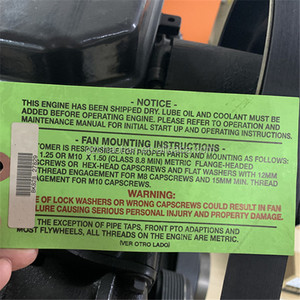 - NOTICE -
THIS ENGINE HAS BEEN SHIPPED DRY. LUBE OIL AND COOLANT MUST BE
ADDED BEFORE OPERATING ENGINE. PLEASE REFER TO OPERATION AND
MAINTENANCE MANUAL FOR INITIAL START UP AND OPERATING INSTRUCTIONS.
- FAN MOUNTING INSTRUCTIONS -
TOMER IS RESPONSIBLE FOR PROPER PARTS AND MOUNTING AS FOLLOWS:
1.25 OR M10 X 1.50 (CLASS 8.8 MIN) METRIC FLANGE-HEADED
SCREWS OR HEX-HEAD CAPSCREWS AND FLAT WASHERS WITH 12MM
THREAD ENGAGEMENT FOR M8 CAPSCREWS AND 15MM MIN. THREAD
GEMENT FOR M10 CAPSCREWS.
WARNING:
E OF LOCK WASHERS OR WRONG CAPSCREWS COULD RESULT IN FAN
LURE CAUSING SERIOUS PERSONAL INJURY AND PROPERTY DAMAGE.
EXCEPTION OF PIPE TAPS, FRONT PTO ADAPTIONS AND
MOST FLYWHEELS, ALL THREADS ON THE ENGINE ARE METRIC.
(VER OTRO LADO)